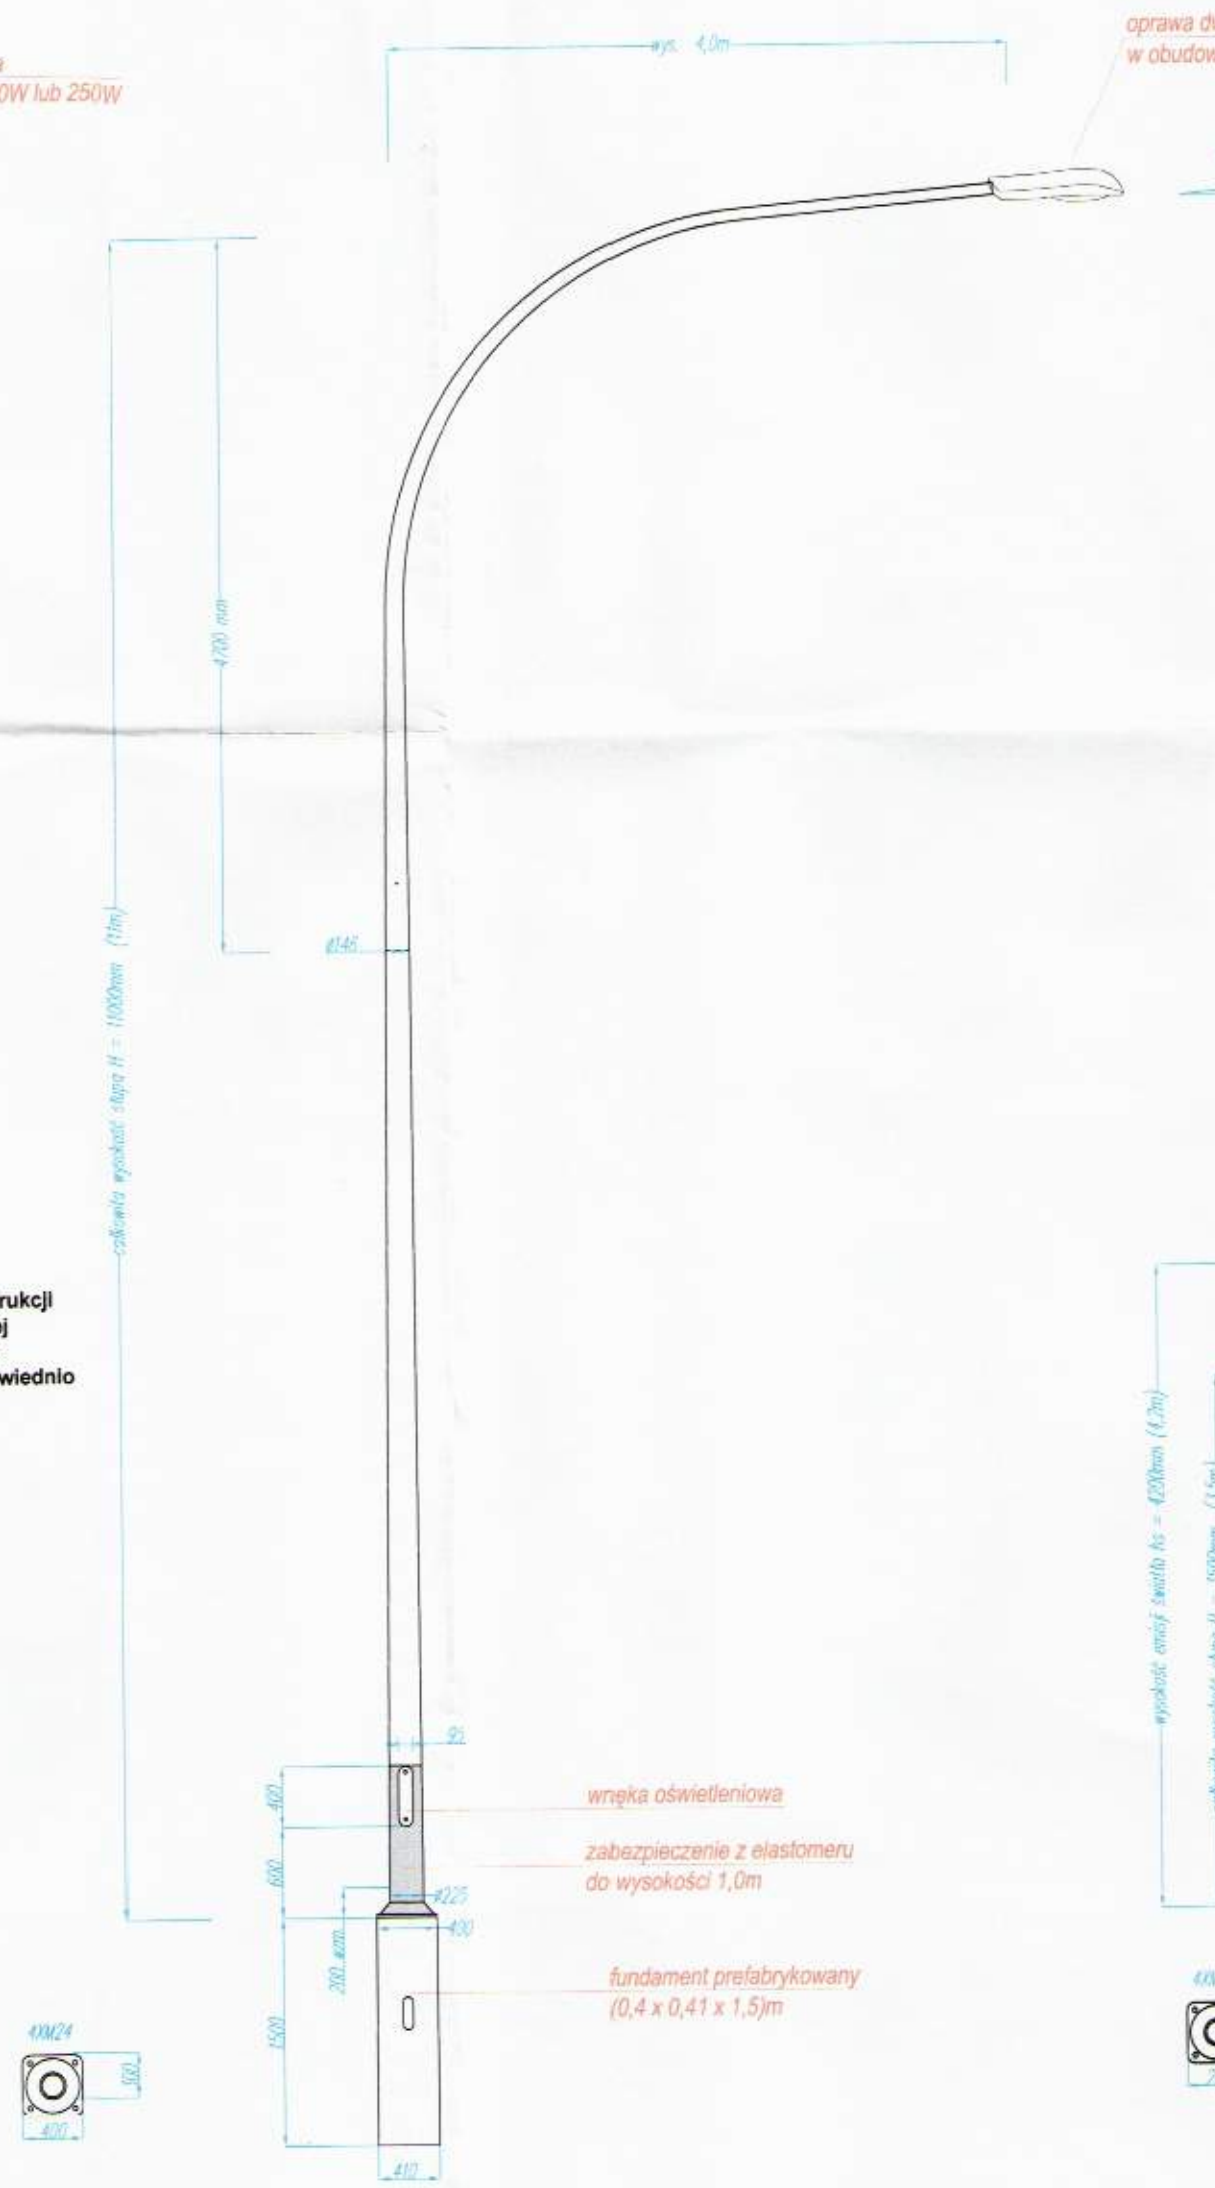 0W lub 250W
wys. 4,0m
oprawa
w obudow
4700 mm
ø146
całkowita wysokość słupa H = 11000mm (11m)
rukcji
wiednio
wysokość emisji światła hs = 4200mm (4,2m)
95
400
wnęka oświetleniowa
600
zabezpieczenie z elastomeru
do wysokości 1,0m
ø225
400
200
1500
fundament prefabrykowany
(0,4 x 0,41 x 1,5)m
4XM24
300
400
410